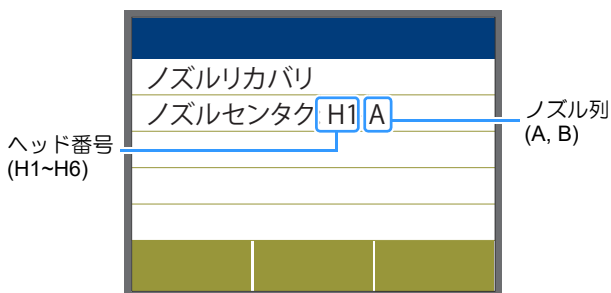 ノズルリカバリ
ノズルセンタク H1 A
ヘッド番号
(H1~H6)
ノズル列
(A, B)